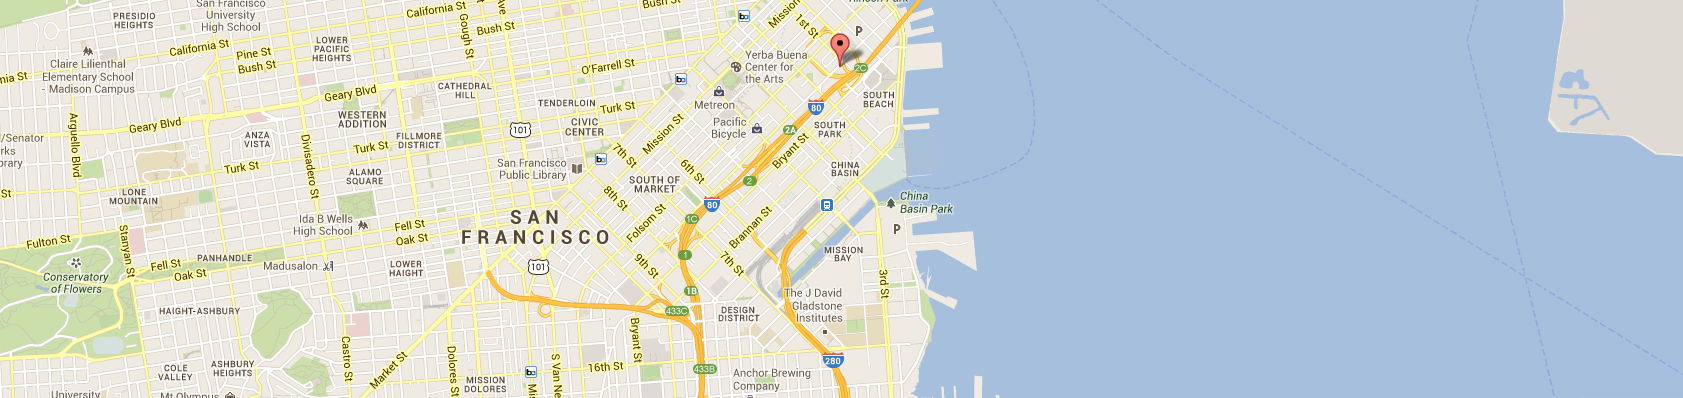 San Francisco
University
High School
PRESIDIO
HEIGHTS
California St
California St
Gough St
Ave
Bush St
Bush St
Mission
1st St
Rincon Park
P
Claire Lilienthal
Elementary School
- Madison Campus
California St
Pine St
Bush St
LOWER
PACIFIC
HEIGHTS
O'Farrell St
Yerba Buena
Center for
the Arts
2C
nia St
Geary Blvd
CATHEDRAL
HILL
TENDERLOIN
Turk St
Metreon
80
SOUTH
BEACH
Arguello Blvd
Geary Blvd
WESTERN
ADDITION
101
CIVIC
CENTER
Mission St
Pacific
Bicycle
2A
SOUTH
PARK
/Senator
rks
brary
ANZA
VISTA
Divisadero St
FILLMORE
DISTRICT
Turk St
7th St
Bryant St
Turk St
ALAMO
SQUARE
San Francisco
Public Library
6th St
CHINA
BASIN
St
LONE
MOUNTAIN
SOUTH OF
MARKET
8th St
2
80
China
Basin Park
Ida B Wells
High School
Fell St
Oak St
SAN
FRANCISCO
Folsom St
1C
Brannan St
P
Stanyan St
Fulton St
PANHANDLE
Fell St
Oak St
Madusalon
LOWER
HAIGHT
101
9th St
1
7th St
MISSION
BAY
3rd St
Conservatory
of Flowers
1B
The J David
Gladstone
Institutes
HAIGHT-ASHBURY
433C
DESIGN
DISTRICT
Castro St
Market St
Dolores St
S Van Ne
Bryant St
16th St
280
ASHBURY
HEIGHTS
COLE
VALLEY
MISSION
DOLORES
Mis
433B
Anchor Brewing
Company
University
Mt Olympus